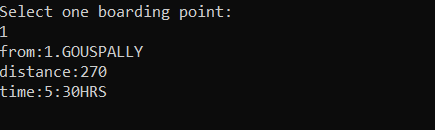 Select one boarding point:
1
from:1.GOUSPALLY
distance:270
time:5:30HRS